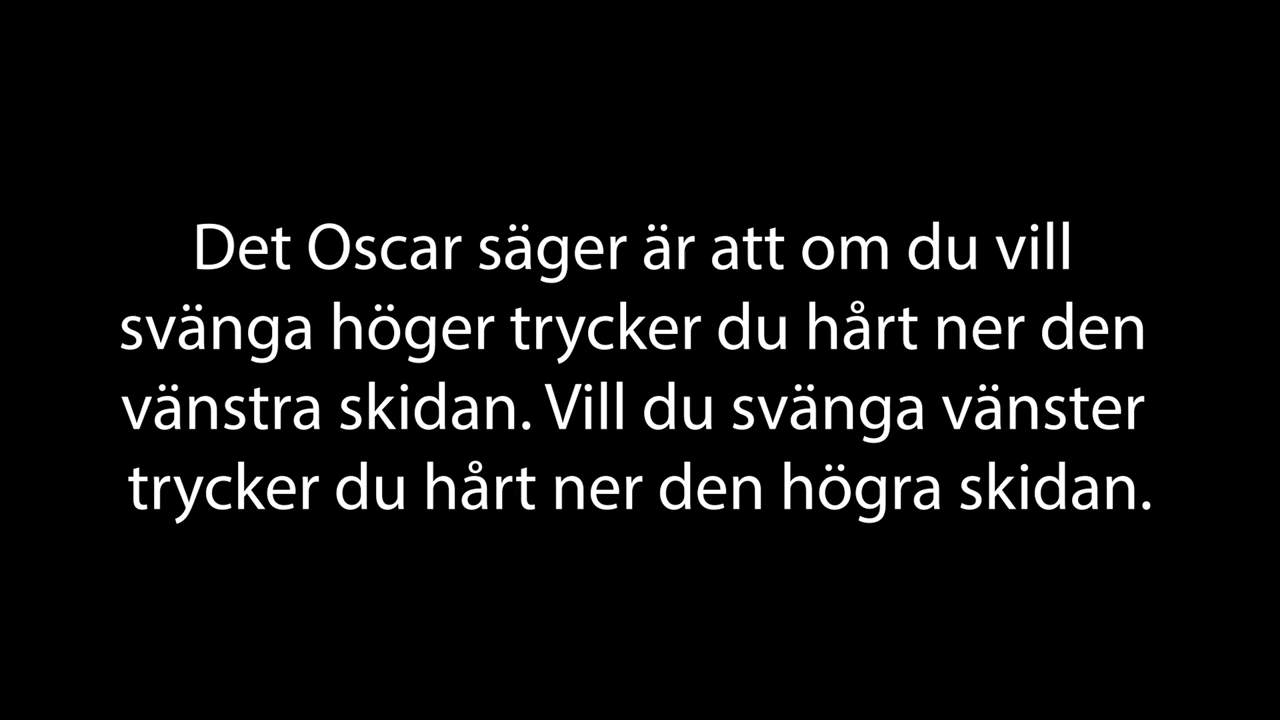 Det Oscar säger är att om du vill
svänga höger trycker du hårt ner den
vänstra skidan. Vill du svänga vänster
trycker du hårt ner den högra skidan.